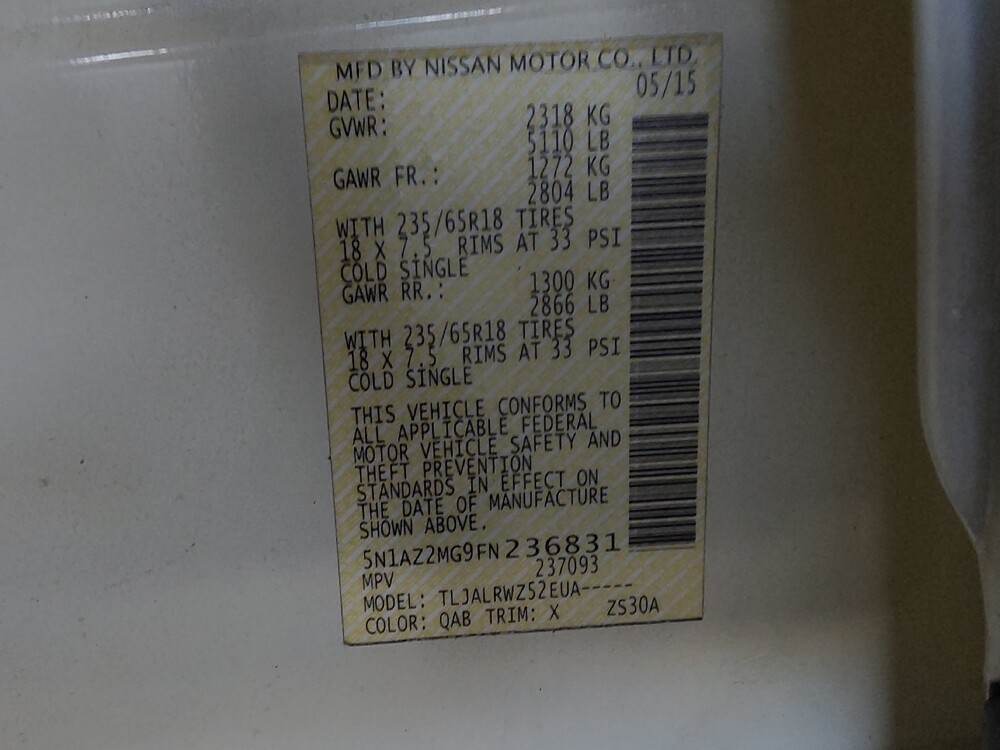 MFD BY NISSAN MOTOR CO., LTD.
DATE: 05/15
GVWR: 2318 KG
5110 LB
GAWR FR.: 1272 KG
2804 LB
WITH 235/65R18 TIRES
18 X 7.5 RIMS AT 33 PSI
COLD SINGLE
GAWR RR.: 1300 KG
2866 LB
WITH 235/65R18 TIRES
18 X 7.5 RIMS AT 33 PSI
COLD SINGLE
THIS VEHICLE CONFORMS TO
ALL APPLICABLE FEDERAL
MOTOR VEHICLE SAFETY AND
THEFT PREVENTION
STANDARDS IN EFFECT ON
THE DATE OF MANUFACTURE
SHOWN ABOVE.
5N1AZ2MG9FN236831
MPV 237093
MODEL: TLJALRWZ52EUA-----
COLOR: QAB TRIM: X ZS30A